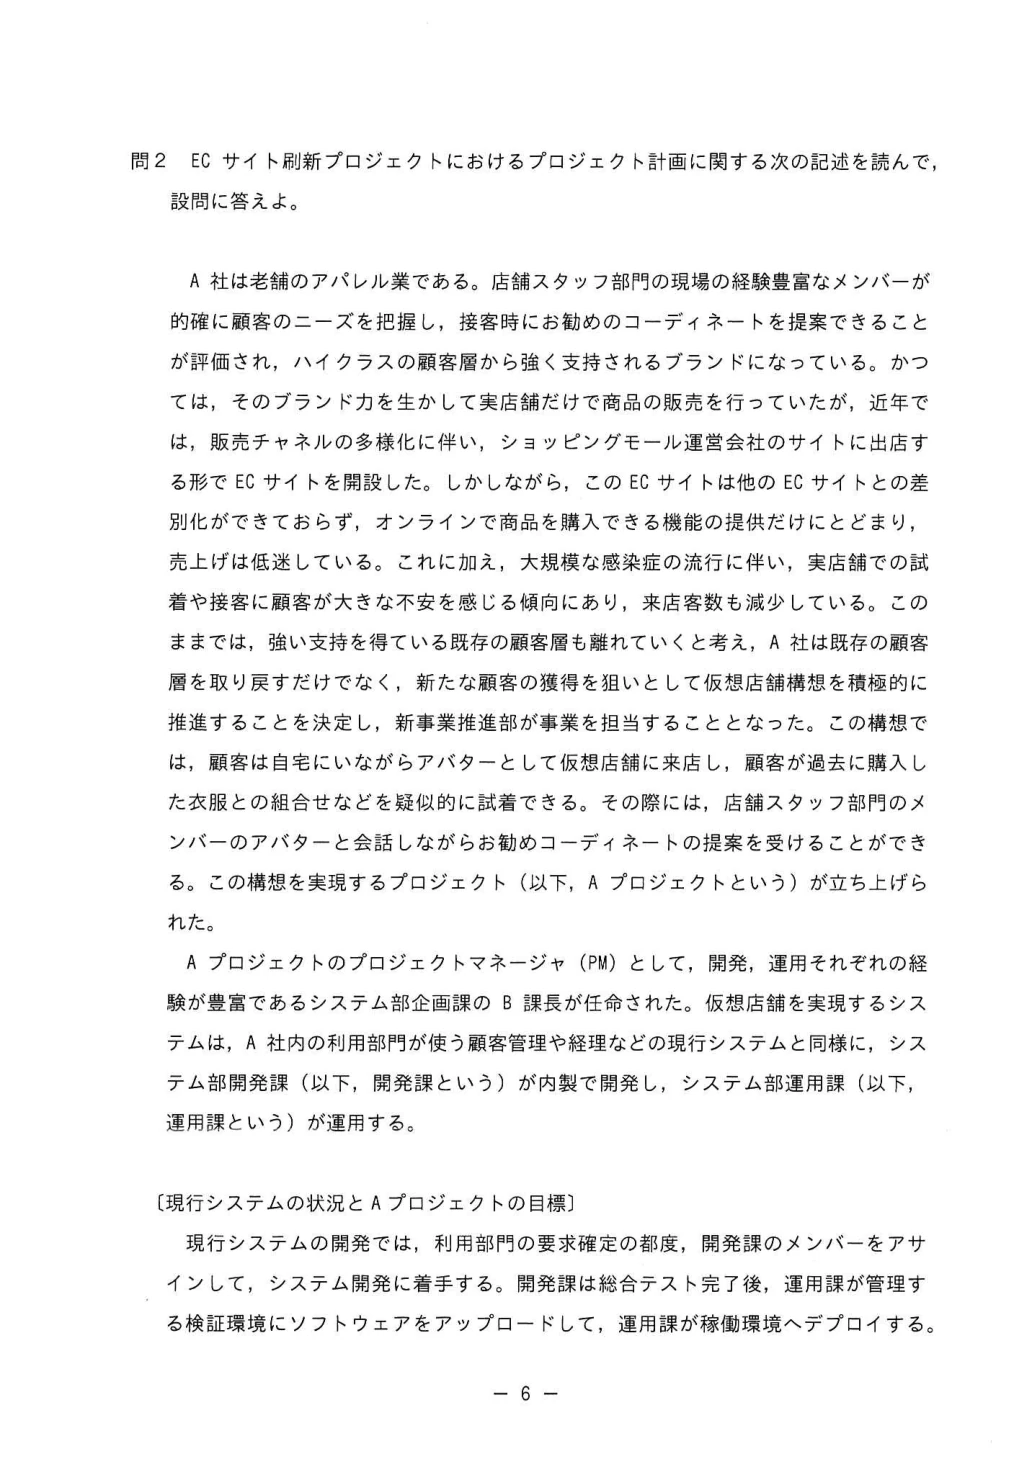 問2 EC サイト刷新プロジェクトにおけるプロジェクト計画に関する次の記述を読んで，
設問に答えよ。
A 社は老舗のアパレル業である。店舗スタッフ部門の現場の経験豊富なメンバーが
的確に顧客のニーズを把握し，接客時にお勧めのコーディネートを提案できること
が評価され，ハイクラスの顧客層から強く支持されるブランドになっている。かつ
ては，そのブランド力を生かして実店舗だけで商品の販売を行っていたが，近年で
は，販売チャネルの多様化に伴い，ショッピングモール運営会社のサイトに出店す
る形で EC サイトを開設した。しかしながら，この EC サイトは他の EC サイトとの差
別化ができておらず，オンラインで商品を購入できる機能の提供だけにとどまり，
売上げは低迷している。これに加え，大規模な感染症の流行に伴い，実店舗での試
着や接客に顧客が大きな不安を感じる傾向にあり，来店客数も減少している。この
ままでは，強い支持を得ている既存の顧客層も離れていくと考え，A 社は既存の顧客
層を取り戻すだけでなく，新たな顧客の獲得を狙いとして仮想店舗構想を積極的に
推進することを決定し，新事業推進部が事業を担当することとなった。この構想で
は，顧客は自宅にいながらアバターとして仮想店舗に来店し，顧客が過去に購入し
た衣服との組合せなどを疑似的に試着できる。その際には，店舗スタッフ部門のメ
ンバーのアバターと会話しながらお勧めコーディネートの提案を受けることができ
る。この構想を実現するプロジェクト（以下，A プロジェクトという）が立ち上げら
れた。
A プロジェクトのプロジェクトマネージャ（PM）として，開発，運用それぞれの経
験が豊富であるシステム部企画課の B 課長が任命された。仮想店舗を実現するシス
テムは，A 社内の利用部門が使う顧客管理や経理などの現行システムと同様に，シス
テム部開発課（以下，開発課という）が内製で開発し，システム部運用課（以下，
運用課という）が運用する。
〔現行システムの状況と A プロジェクトの目標〕
現行システムの開発では，利用部門の要求確定の都度，開発課のメンバーをアサ
インして，システム開発に着手する。開発課は総合テスト完了後，運用課が管理す
る検証環境にソフトウェアをアップロードして，運用課が稼働環境へデプロイする。
－ 6 －